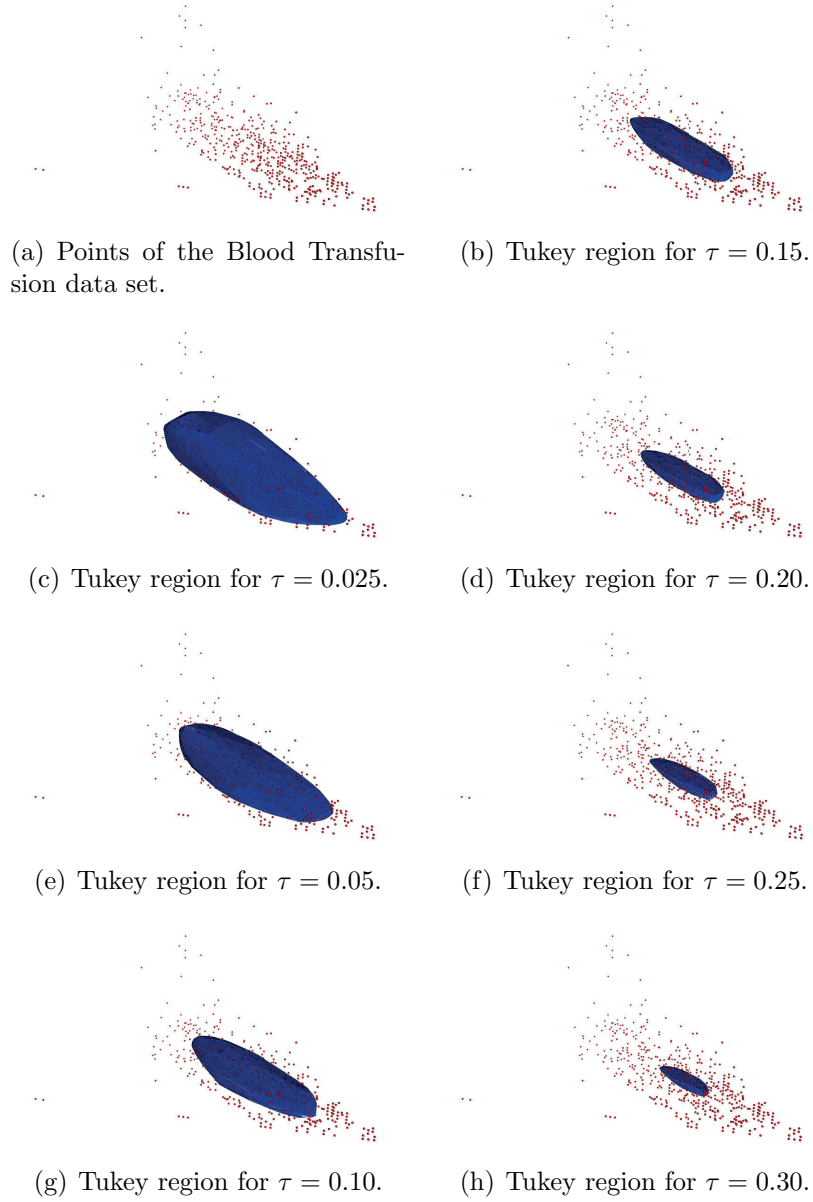 (a) Points of the Blood Transfu-
sion data set.
(b) Tukey region for τ = 0.15.
(c) Tukey region for τ = 0.025.
(d) Tukey region for τ = 0.20.
(e) Tukey region for τ = 0.05.
(f) Tukey region for τ = 0.25.
(g) Tukey region for τ = 0.10.
(h) Tukey region for τ = 0.30.